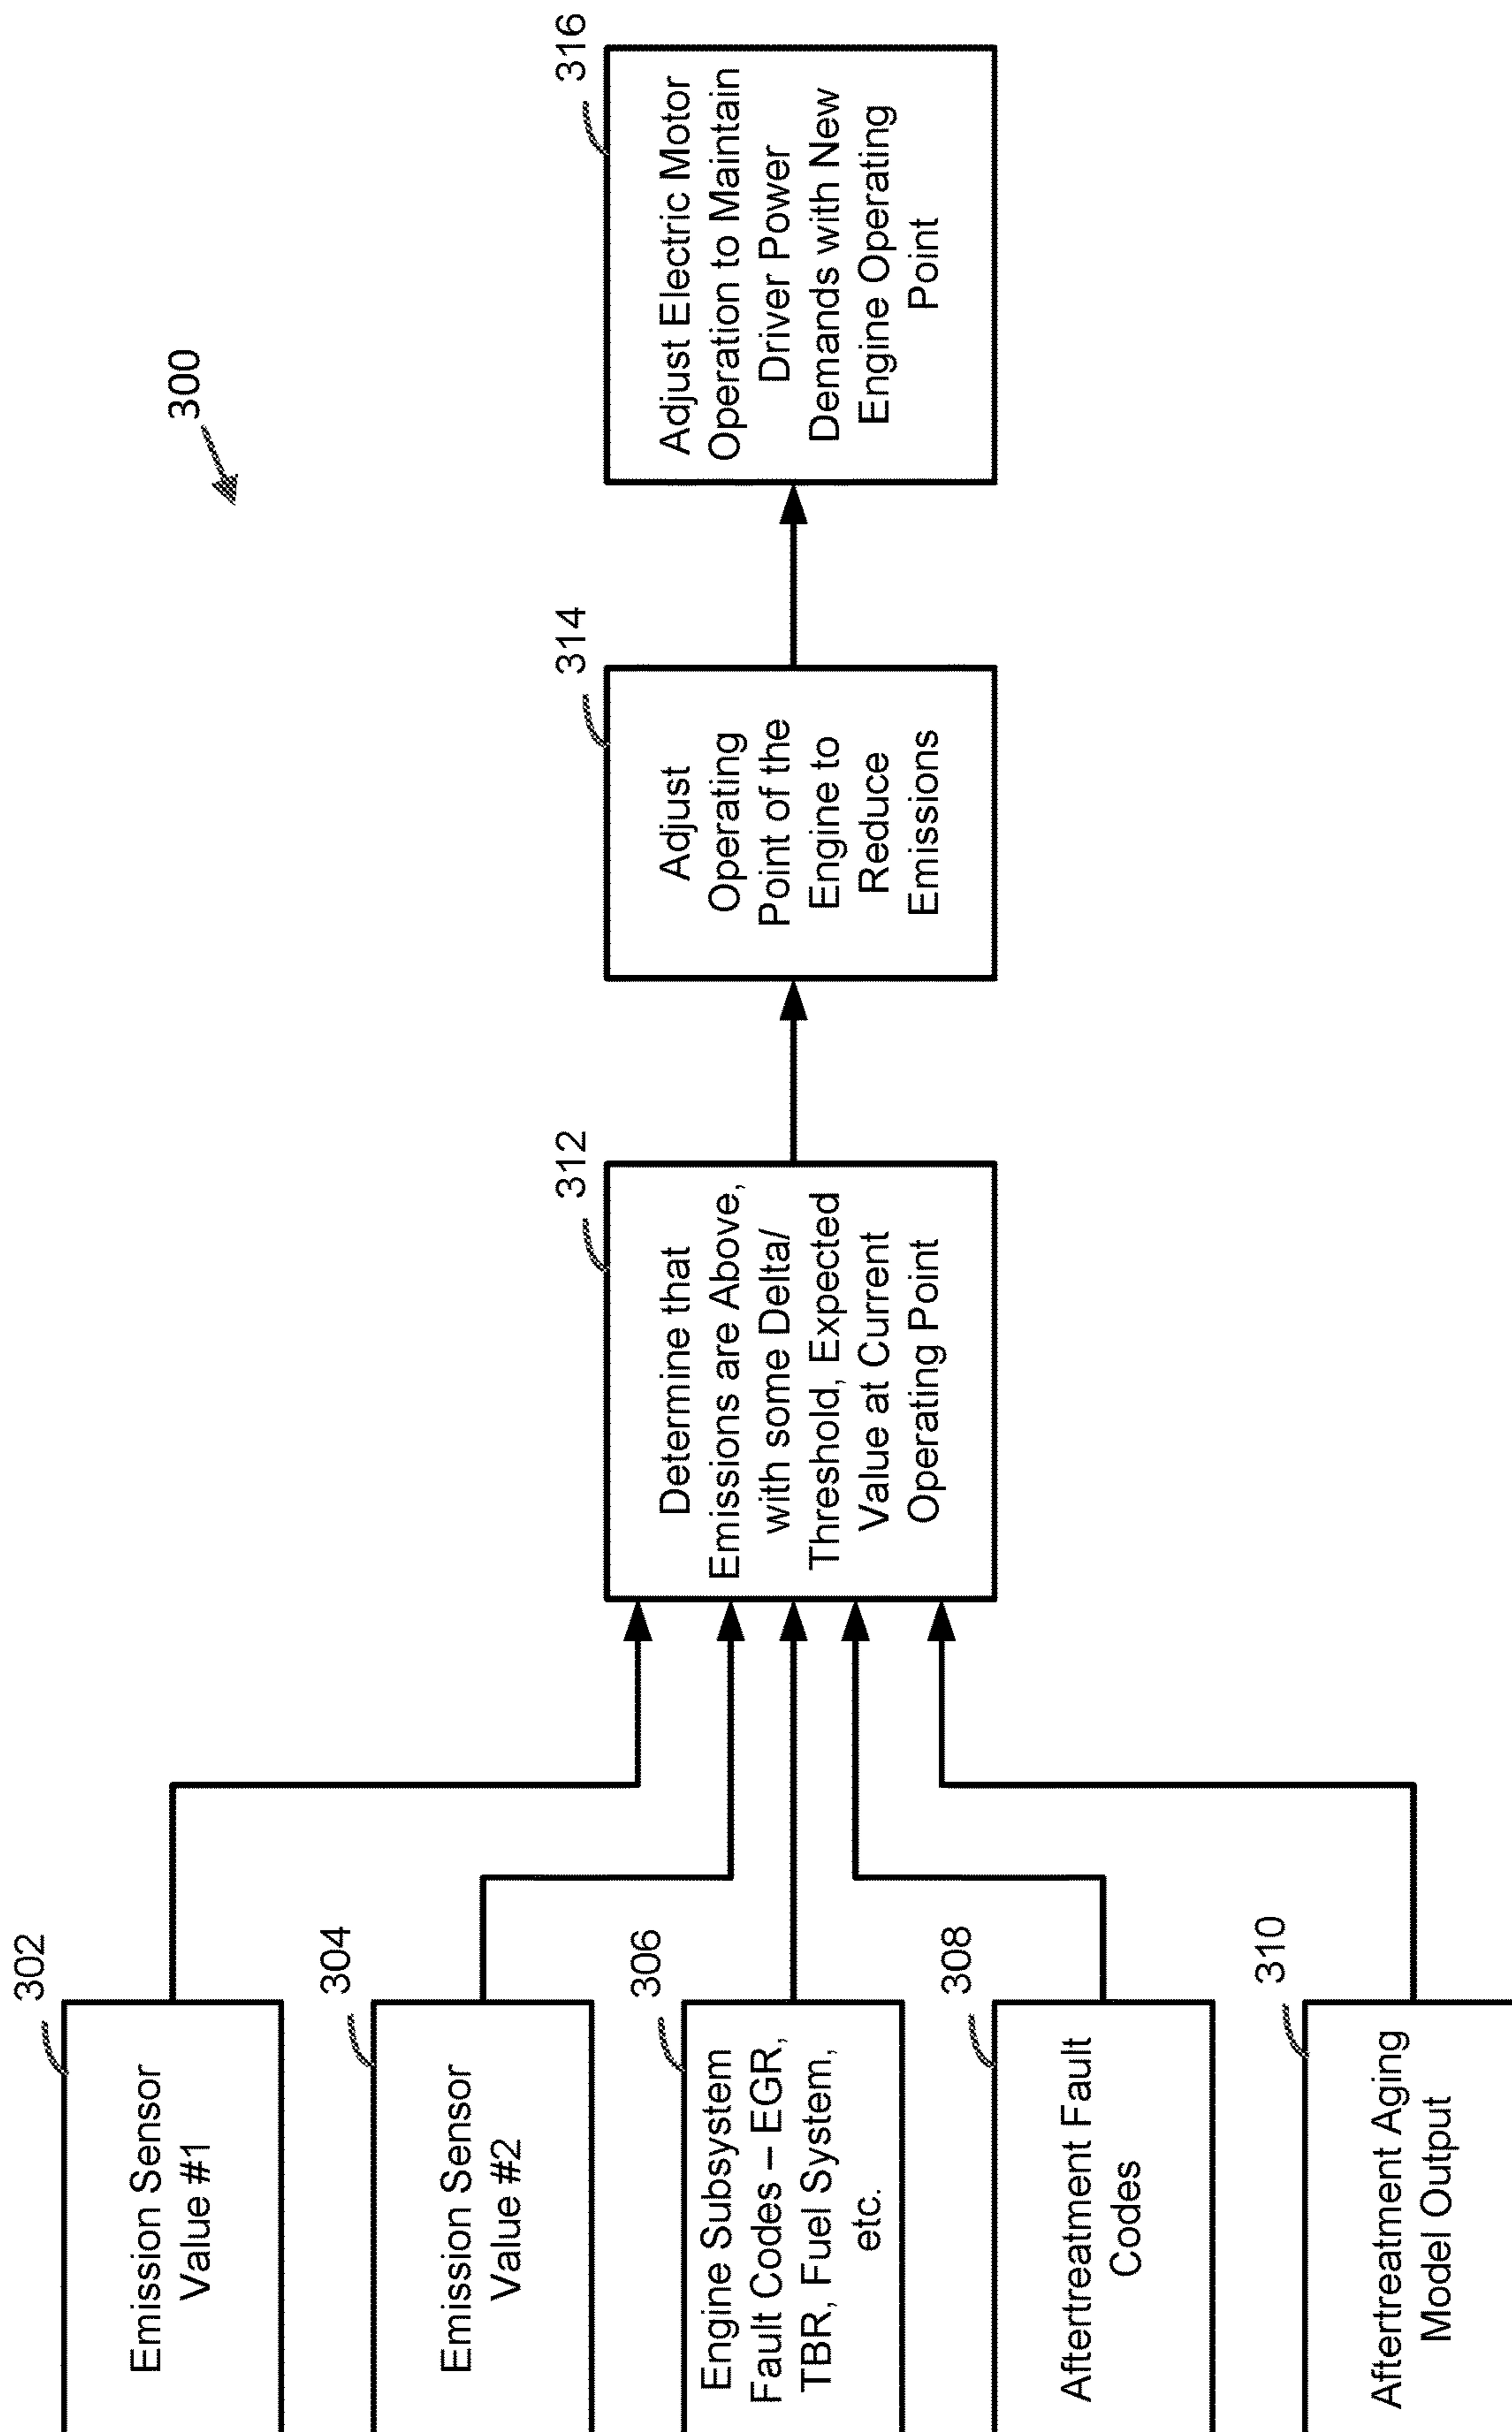 300
302
Emission Sensor
Value #1
304
Emission Sensor
Value #2
306
Engine Subsystem
Fault Codes – EGR,
TBR, Fuel System,
etc.
308
Aftertreatment Fault
Codes
310
Aftertreatment Aging
Model Output
312
Determine that
Emissions are Above,
with some Delta/
Threshold, Expected
Value at Current
Operating Point
314
Adjust
Operating
Point of the
Engine to
Reduce
Emissions
316
Adjust Electric Motor
Operation to Maintain
Driver Power
Demands with New
Engine Operating
Point